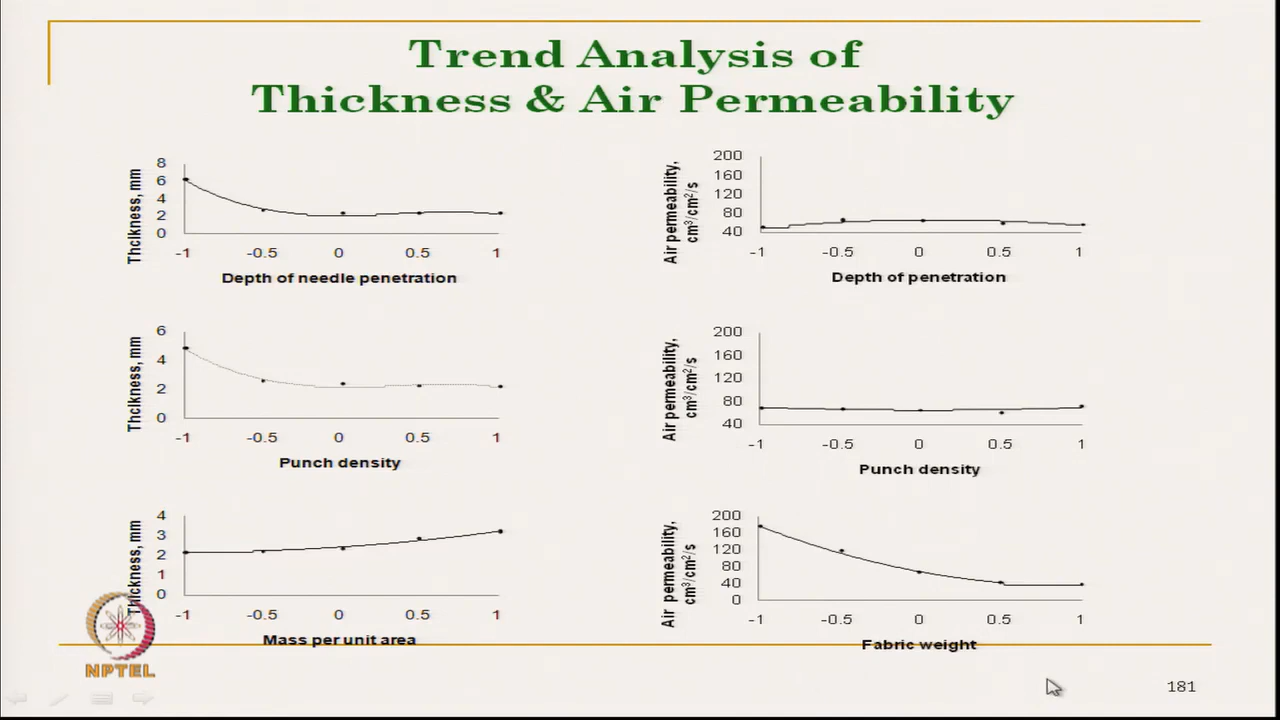 Trend Analysis of
Thickness & Air Permeability
Thcikness, mm
8
6
4
2
0
-1 -0.5 0 0.5 1
Depth of needle penetration
Air permeability,
cm³/cm²/s
200
160
120
80
40
-1 -0.5 0 0.5 1
Depth of penetration
Thcikness, mm
6
4
2
0
-1 -0.5 0 0.5 1
Punch density
Air permeability,
cm³/cm²/s
200
160
120
80
40
-1 -0.5 0 0.5 1
Punch density
Thickness, mm
4
3
2
1
0
-1 -0.5 0 0.5 1
Mass per unit area
Air permeability,
cm³/cm²/s
200
160
120
80
40
0
-1 -0.5 0 0.5 1
Fabric weight
NPTEL
181